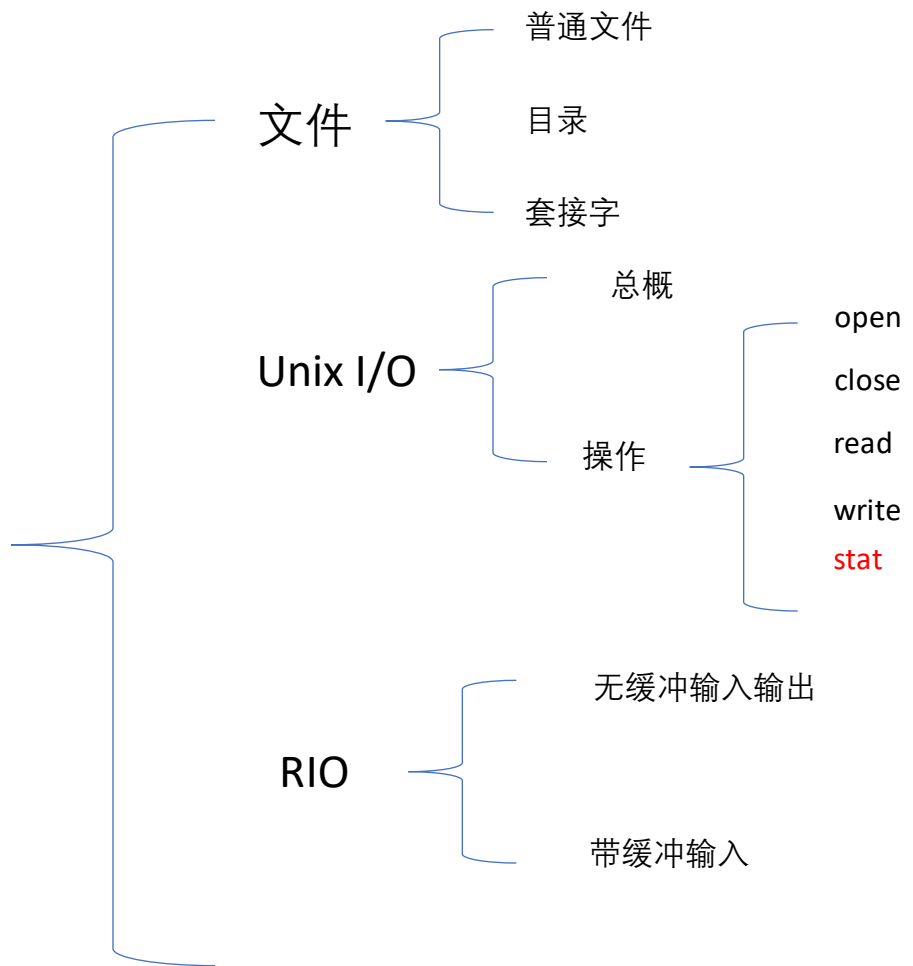 文件
普通文件
目录
套接字
Unix I/O
总概
操作
open
close
read
write
stat
RIO
无缓冲输入输出
带缓冲输入